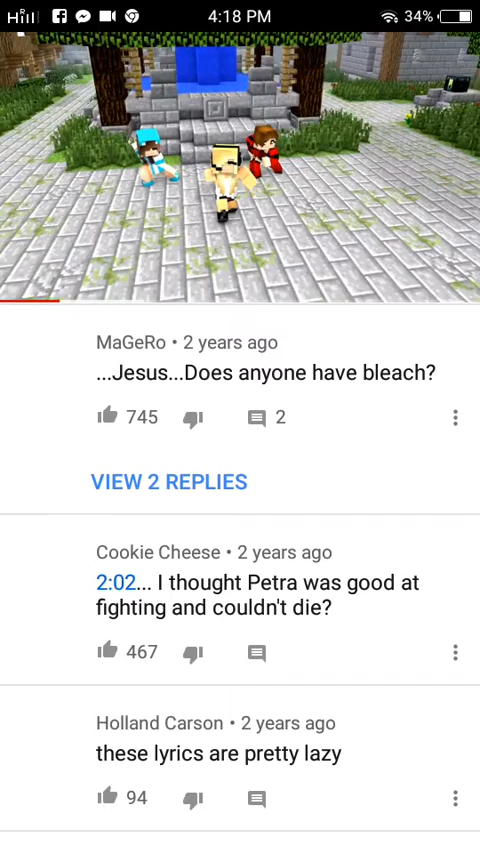 4:18 PM
34%
MaGeRo • 2 years ago
...Jesus...Does anyone have bleach?
745
2
VIEW 2 REPLIES
Cookie Cheese • 2 years ago
2:02... I thought Petra was good at
fighting and couldn't die?
467
Holland Carson • 2 years ago
these lyrics are pretty lazy
94